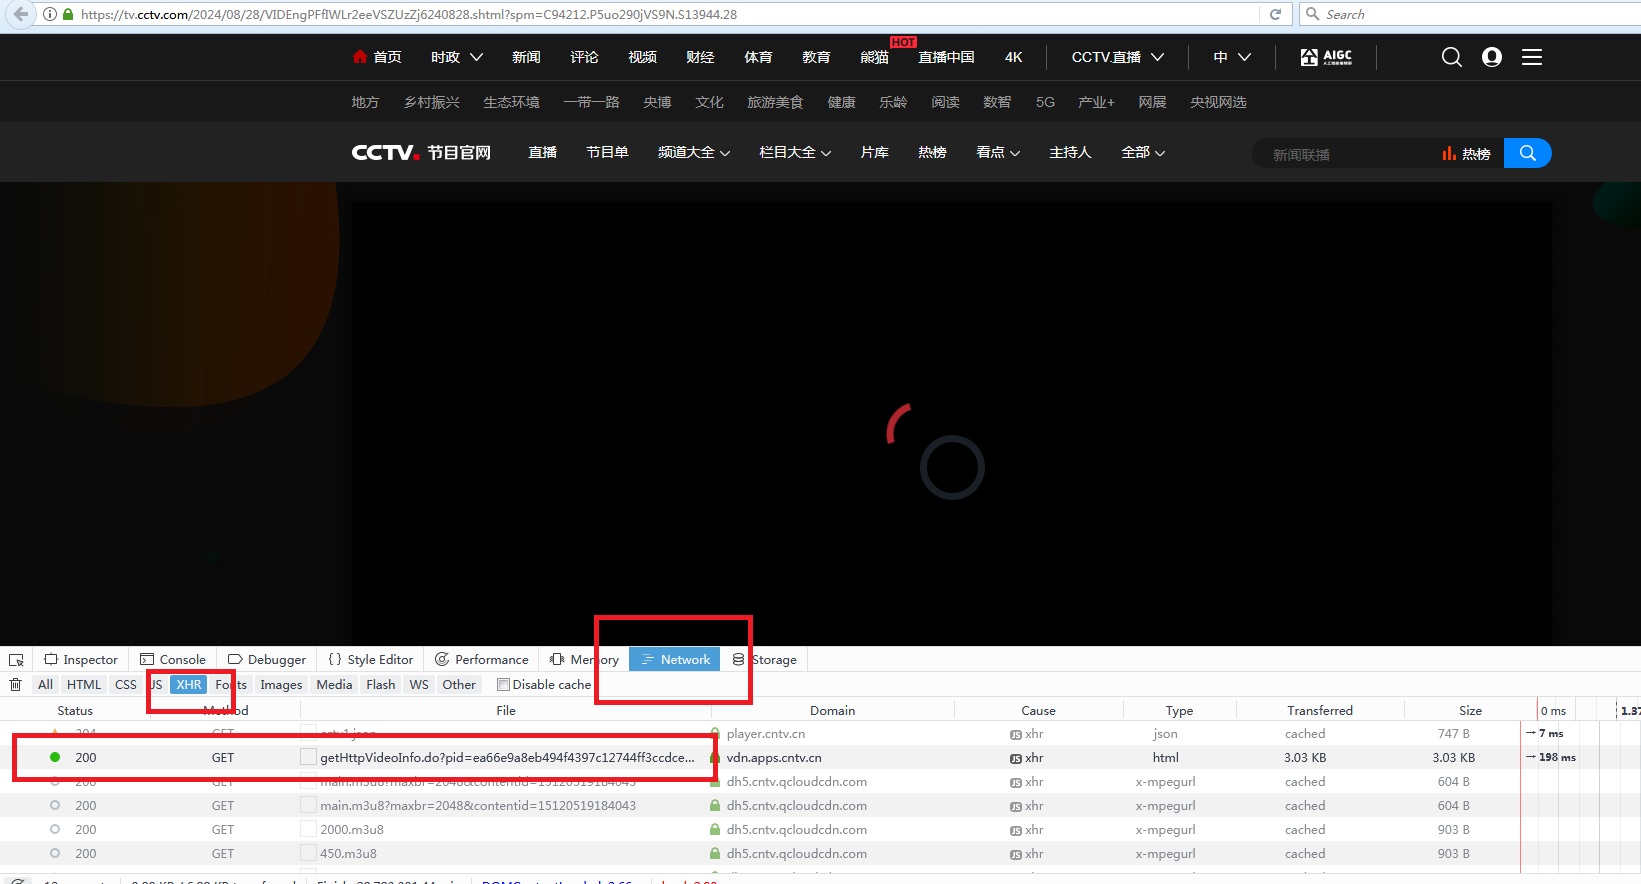 https://tv.cctv.com/2024/08/28/VIDEngPFfIWLr2eeVSZUzZj6240828.shtml?spm=C94212.P5uo290jVS9N.S13944.28 Search
首页 时政 新闻 评论 视频 财经 体育 教育 熊猫 HOT 直播中国 4K CCTV.直播 中 AIGC
地方 乡村振兴 生态环境 一带一路 央博 文化 旅游美食 健康 乐龄 阅读 数智 5G 产业+ 网展 央视网选
CCTV. 节目官网 直播 节目单 频道大全 栏目大全 片库 热榜 看点 主持人 全部 新闻联播 热榜
Inspector Console Debugger {} Style Editor Performance Memory Network Storage
All HTML CSS JS XHR Fonts Images Media Flash WS Other Disable cache
Status Method File Domain Cause Type Transferred Size 0 ms
304 GET player.cntv.cn JS xhr json cached 747 B → 7 ms
200 GET getHttpVideoInfo.do?pid=ea66e9a8eb494f4397c12744ff3ccdce... vdn.apps.cntv.cn JS xhr html 3.03 KB 3.03 KB → 198 ms
200 GET main.m3u8?maxbr=2048&contentid=15120519184043 dh5.cntv.qcloudcdn.com JS xhr x-mpegurl cached 604 B
200 GET main.m3u8?maxbr=2048&contentid=15120519184043 dh5.cntv.qcloudcdn.com JS xhr x-mpegurl cached 604 B
200 GET 2000.m3u8 dh5.cntv.qcloudcdn.com JS xhr x-mpegurl cached 903 B
200 GET 450.m3u8 dh5.cntv.qcloudcdn.com JS xhr x-mpegurl cached 903 B